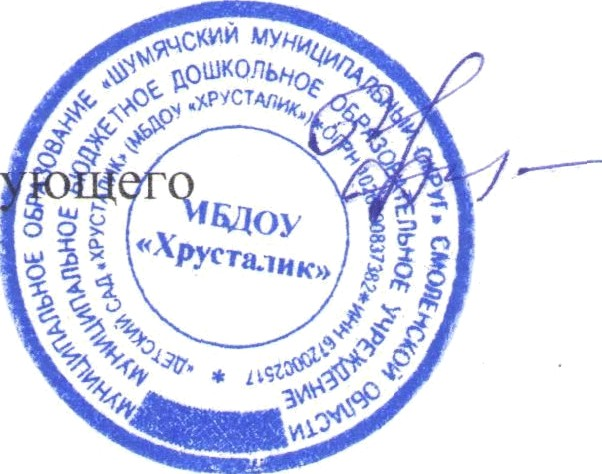 МУНИЦИПАЛЬНОЕ ОБРАЗОВАНИЕ «ШУМЯЧСКИЙ МУНИЦИПАЛЬНЫЙ ОКРУГ» СМОЛЕНСКОЙ ОБЛАСТИ
МУНИЦИПАЛЬНОЕ БЮДЖЕТНОЕ ДОШКОЛЬНОЕ ОБРАЗОВАТЕЛЬНОЕ УЧРЕЖДЕНИЕ
«ДЕТСКИЙ САД «ХРУСТАЛИК» (МБДОУ «ХРУСТАЛИК») ОГРН
ИНН 6720002517 *
ующего
МБДОУ
«Хрусталик»